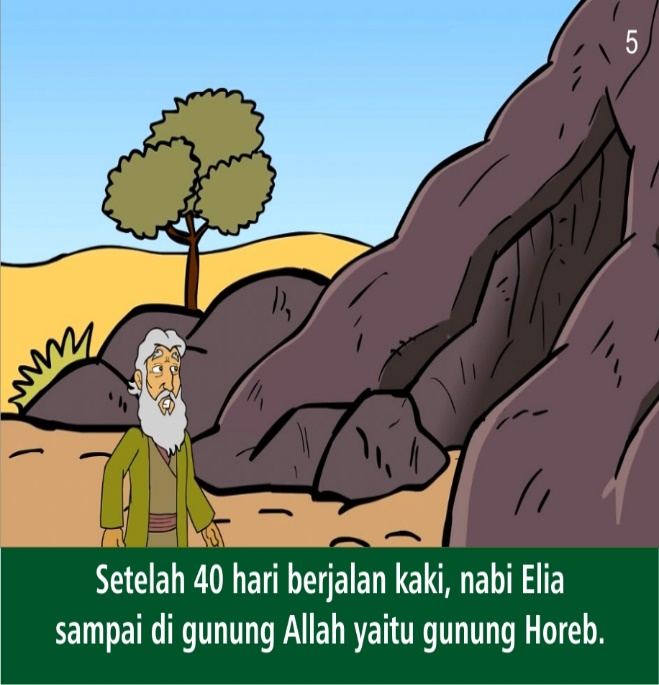 5
Setelah 40 hari berjalan kaki, nabi Elia
sampai di gunung Allah yaitu gunung Horeb.